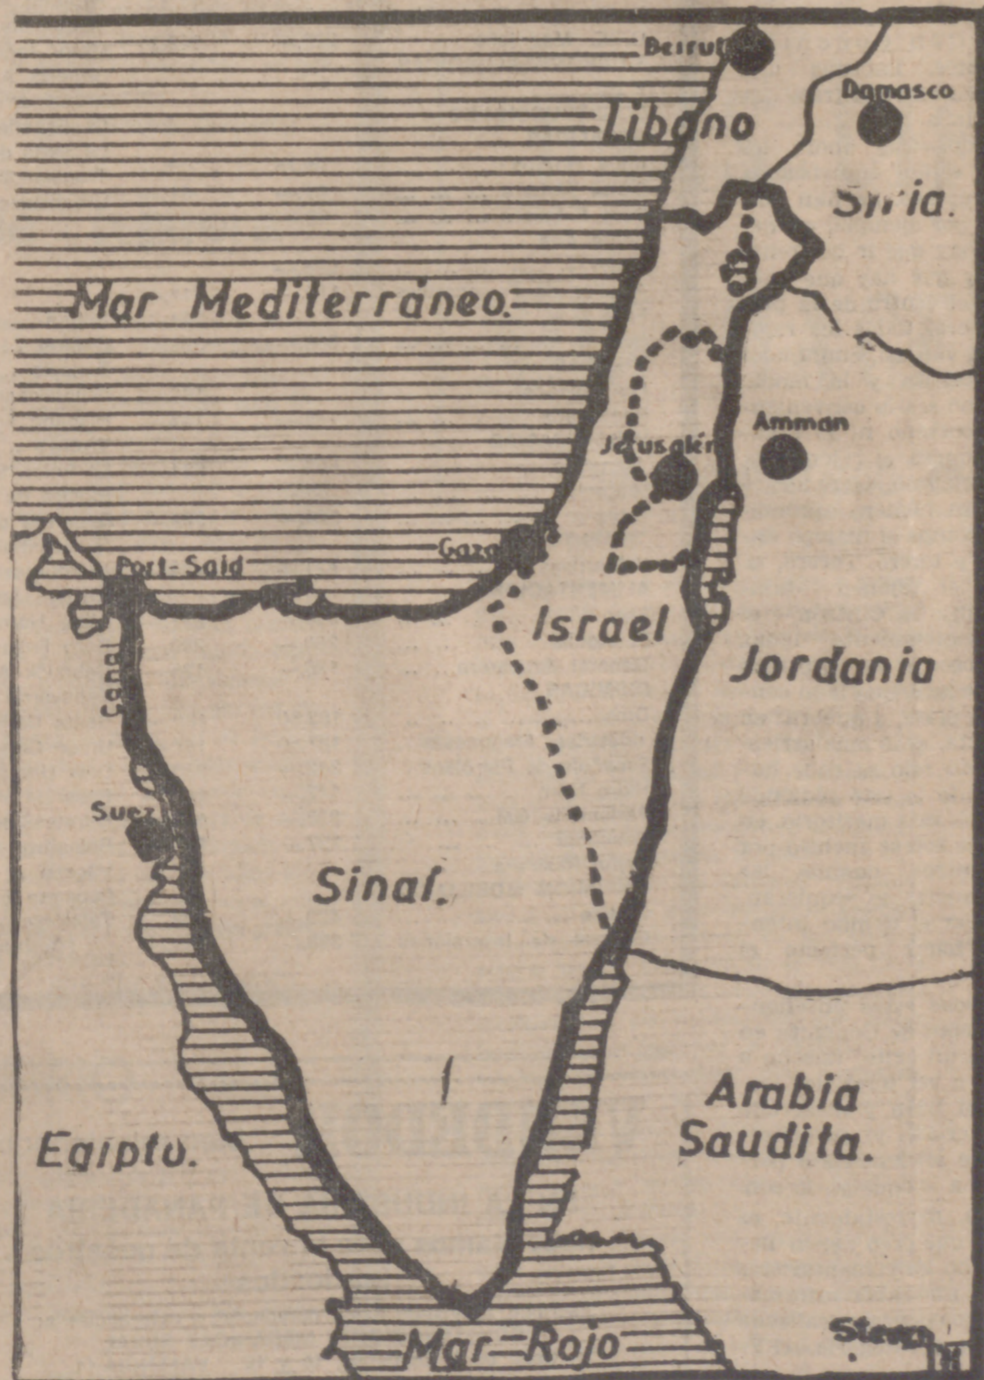 Beirut
Damasco
Libano
Siria.
Mar Mediterráneo.
Amman
Jerusalén
Gaza
Port-Said
Israel
Jordania
Canal
Suez
Sinaí.
Arabia
Saudita.
Egipto.
Mar Rojo